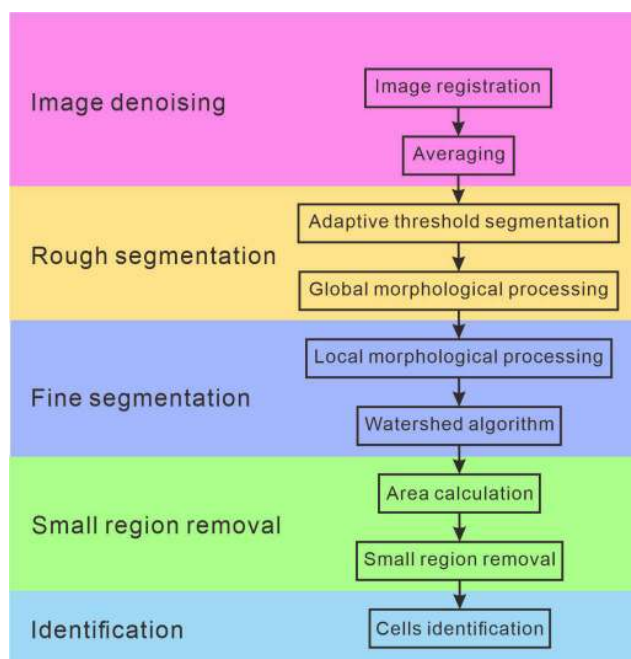 Image denoising
Image registration
Averaging
Rough segmentation
Adaptive threshold segmentation
Global morphological processing
Fine segmentation
Local morphological processing
Watershed algorithm
Small region removal
Area calculation
Small region removal
Identification
Cells identification